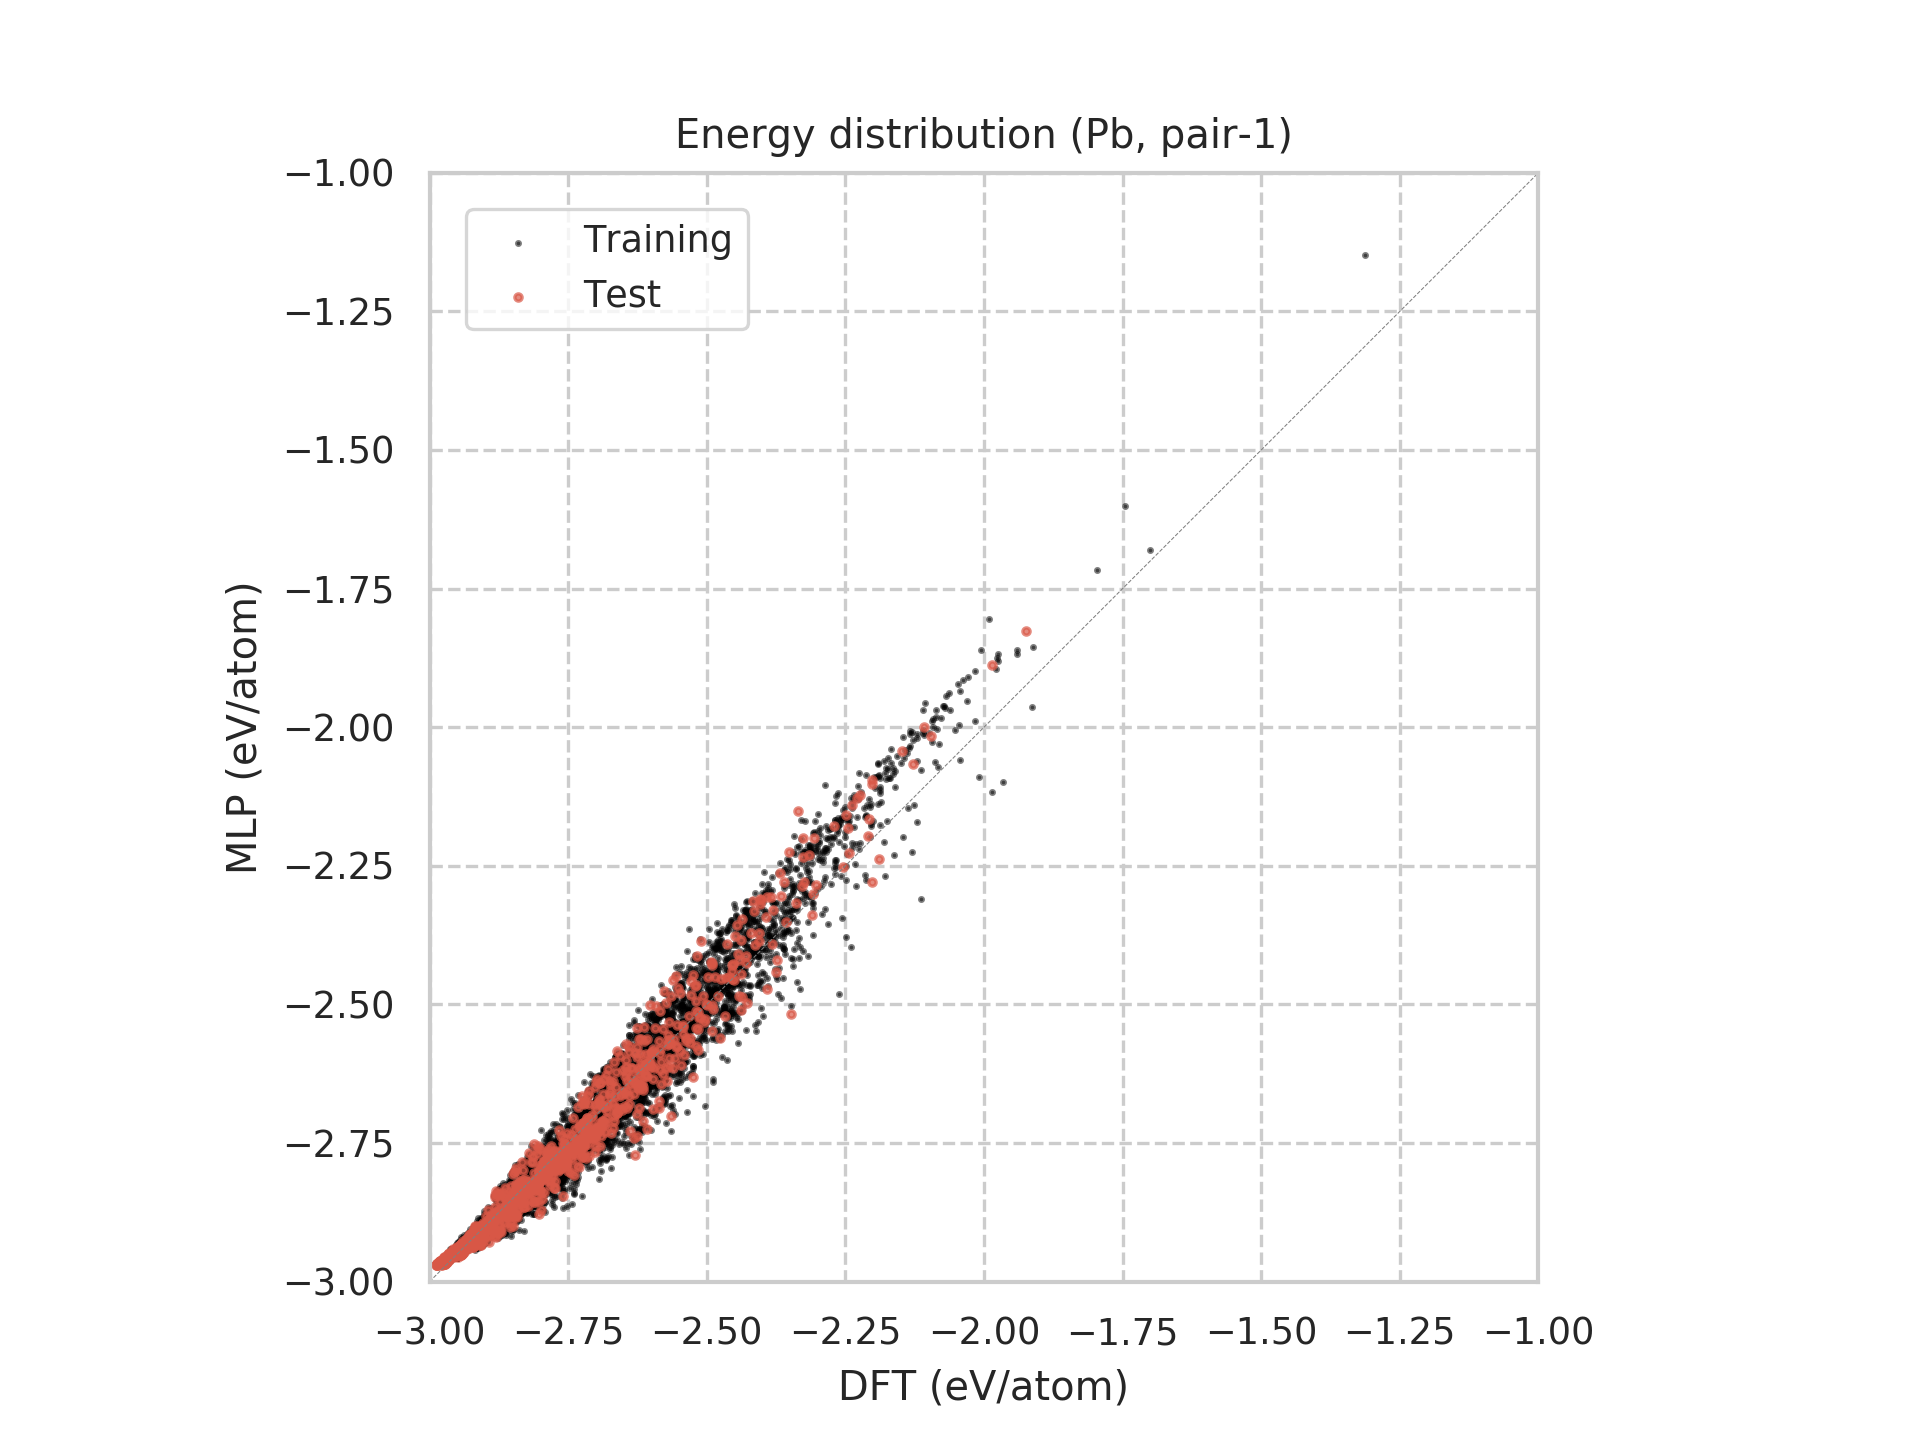 Energy distribution (Pb, pair-1)
−1.00
−1.25
−1.50
−1.75
−2.00
−2.25
−2.50
−2.75
−3.00
MLP (eV/atom)
Training
Test
−3.00 −2.75 −2.50 −2.25 −2.00 −1.75 −1.50 −1.25 −1.00
DFT (eV/atom)